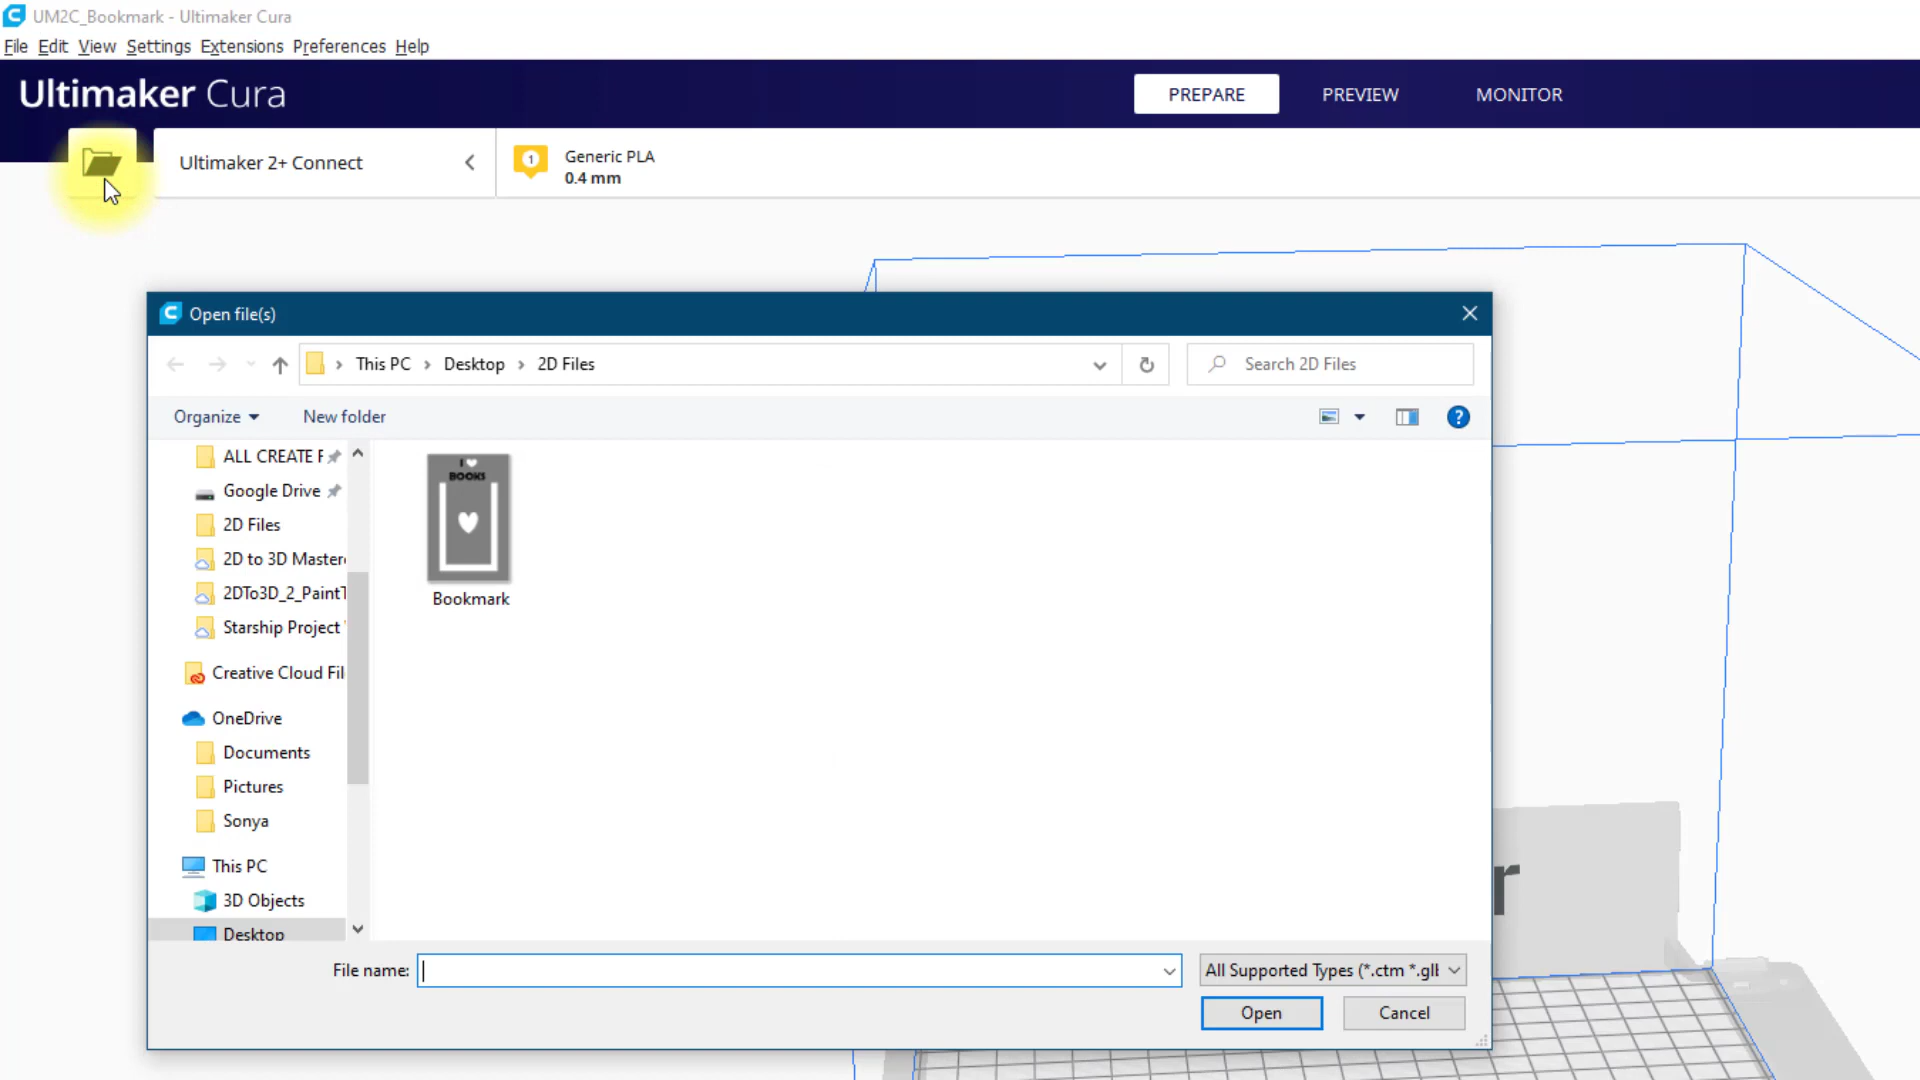 UM2C_Bookmark - Ultimaker Cura
File Edit View Settings Extensions Preferences Help
Ultimaker Cura
PREPARE
PREVIEW
MONITOR
Ultimaker 2+ Connect
1
Generic PLA
0.4 mm
Open file(s)
This PC
Desktop
2D Files
Search 2D Files
Organize
New folder
?
ALL CREATE F
Google Drive
2D Files
2D to 3D Master
2DTo3D_2_PaintT
Starship Project
Creative Cloud Fil
OneDrive
Documents
Pictures
Sonya
This PC
3D Objects
Desktop
I
BOOKS
Bookmark
r
File name:
All Supported Types (*.ctm *.glb
Open
Cancel